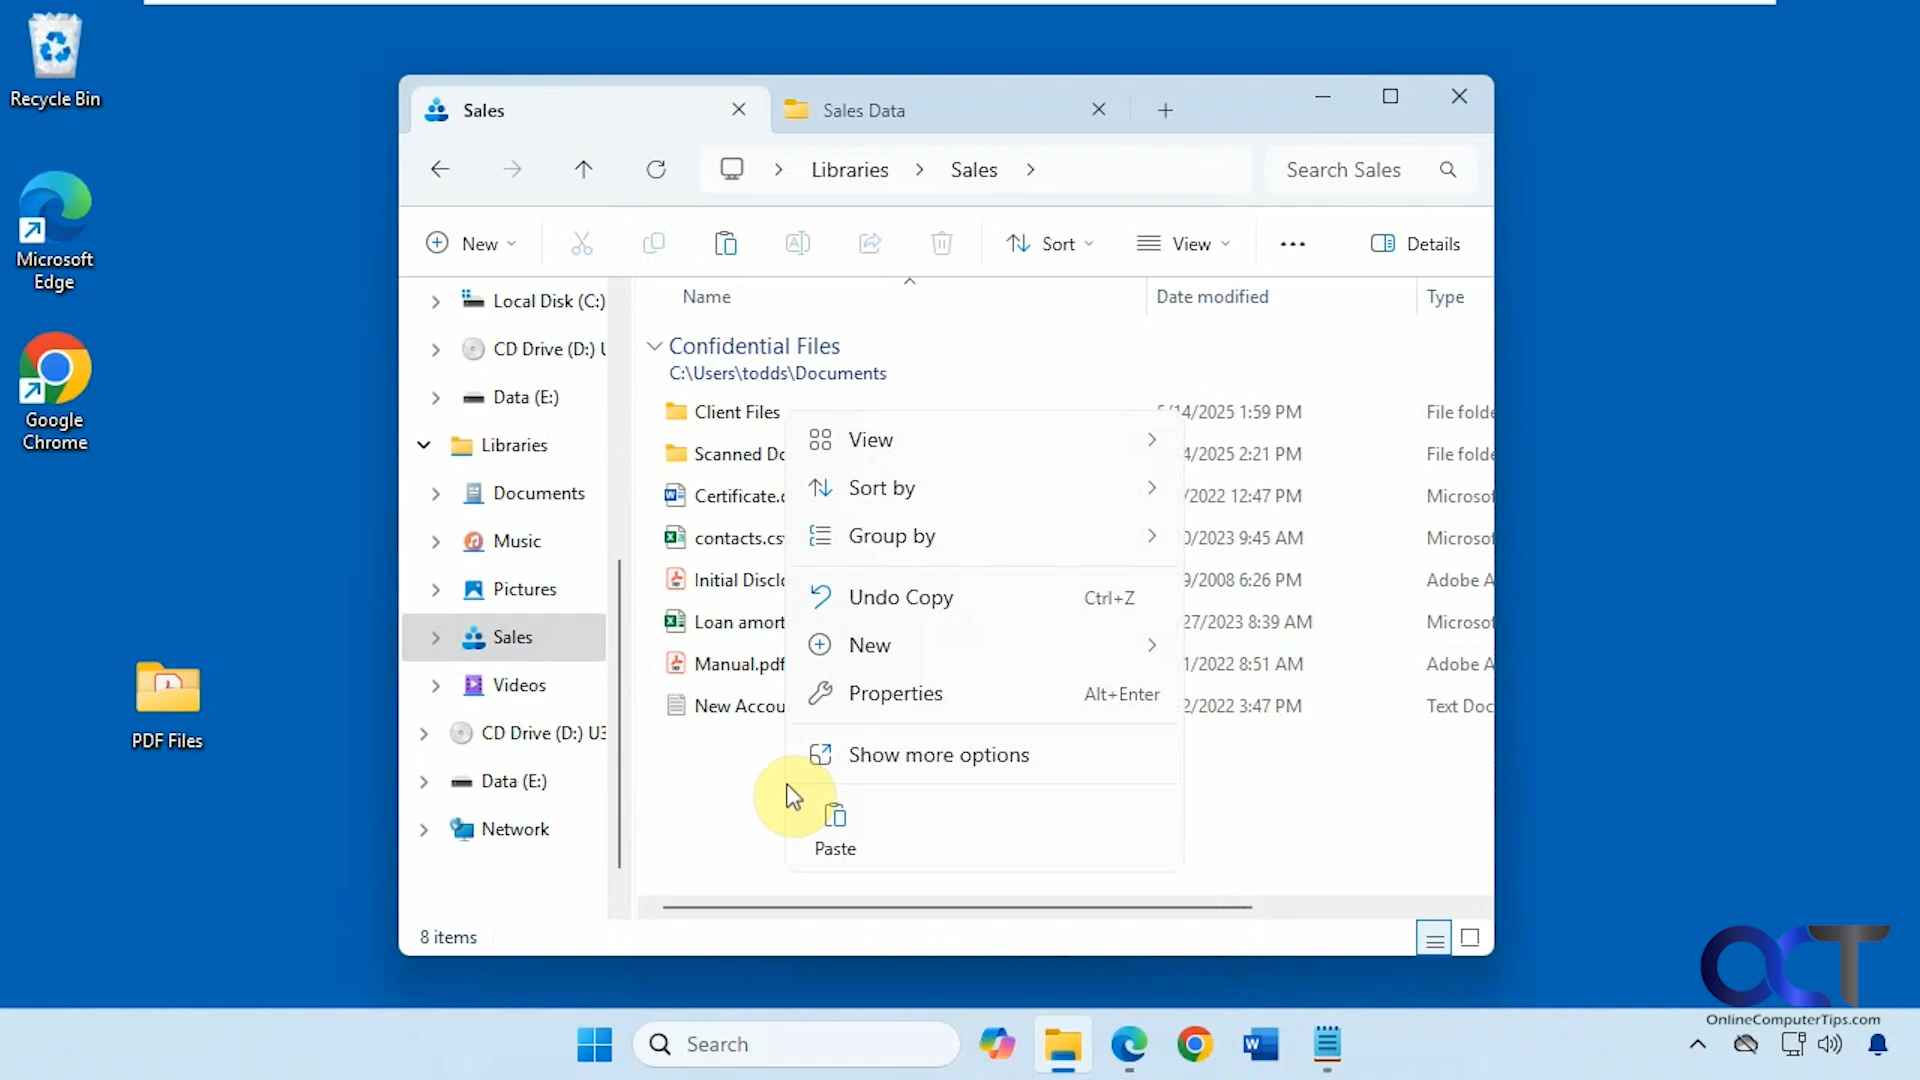 Recycle Bin
Microsoft
Edge
Google
Chrome
PDF Files
Sales
Sales Data
Libraries
Sales
Search Sales
New
Sort
View
Details
Local Disk (C:)
CD Drive (D:) U
Data (E:)
Libraries
Documents
Music
Pictures
Sales
Videos
CD Drive (D:) U3
Data (E:)
Network
Name
Date modified
Type
Confidential Files
C:\Users\todds\Documents
Client Files
5/14/2025 1:59 PM
File folde
Scanned Do
4/2025 2:21 PM
File folde
Certificate.
/2022 12:47 PM
Microsof
contacts.cs
0/2023 9:45 AM
Microsof
Initial Disclo
9/2008 6:26 PM
Adobe A
Loan amort
27/2023 8:39 AM
Microsof
Manual.pdf
1/2022 8:51 AM
Adobe A
New Accou
2/2022 3:47 PM
Text Doc
View
Sort by
Group by
Undo Copy Ctrl+Z
New
Properties Alt+Enter
Show more options
Paste
8 items
OCT
OnlineComputerTips.com
Search